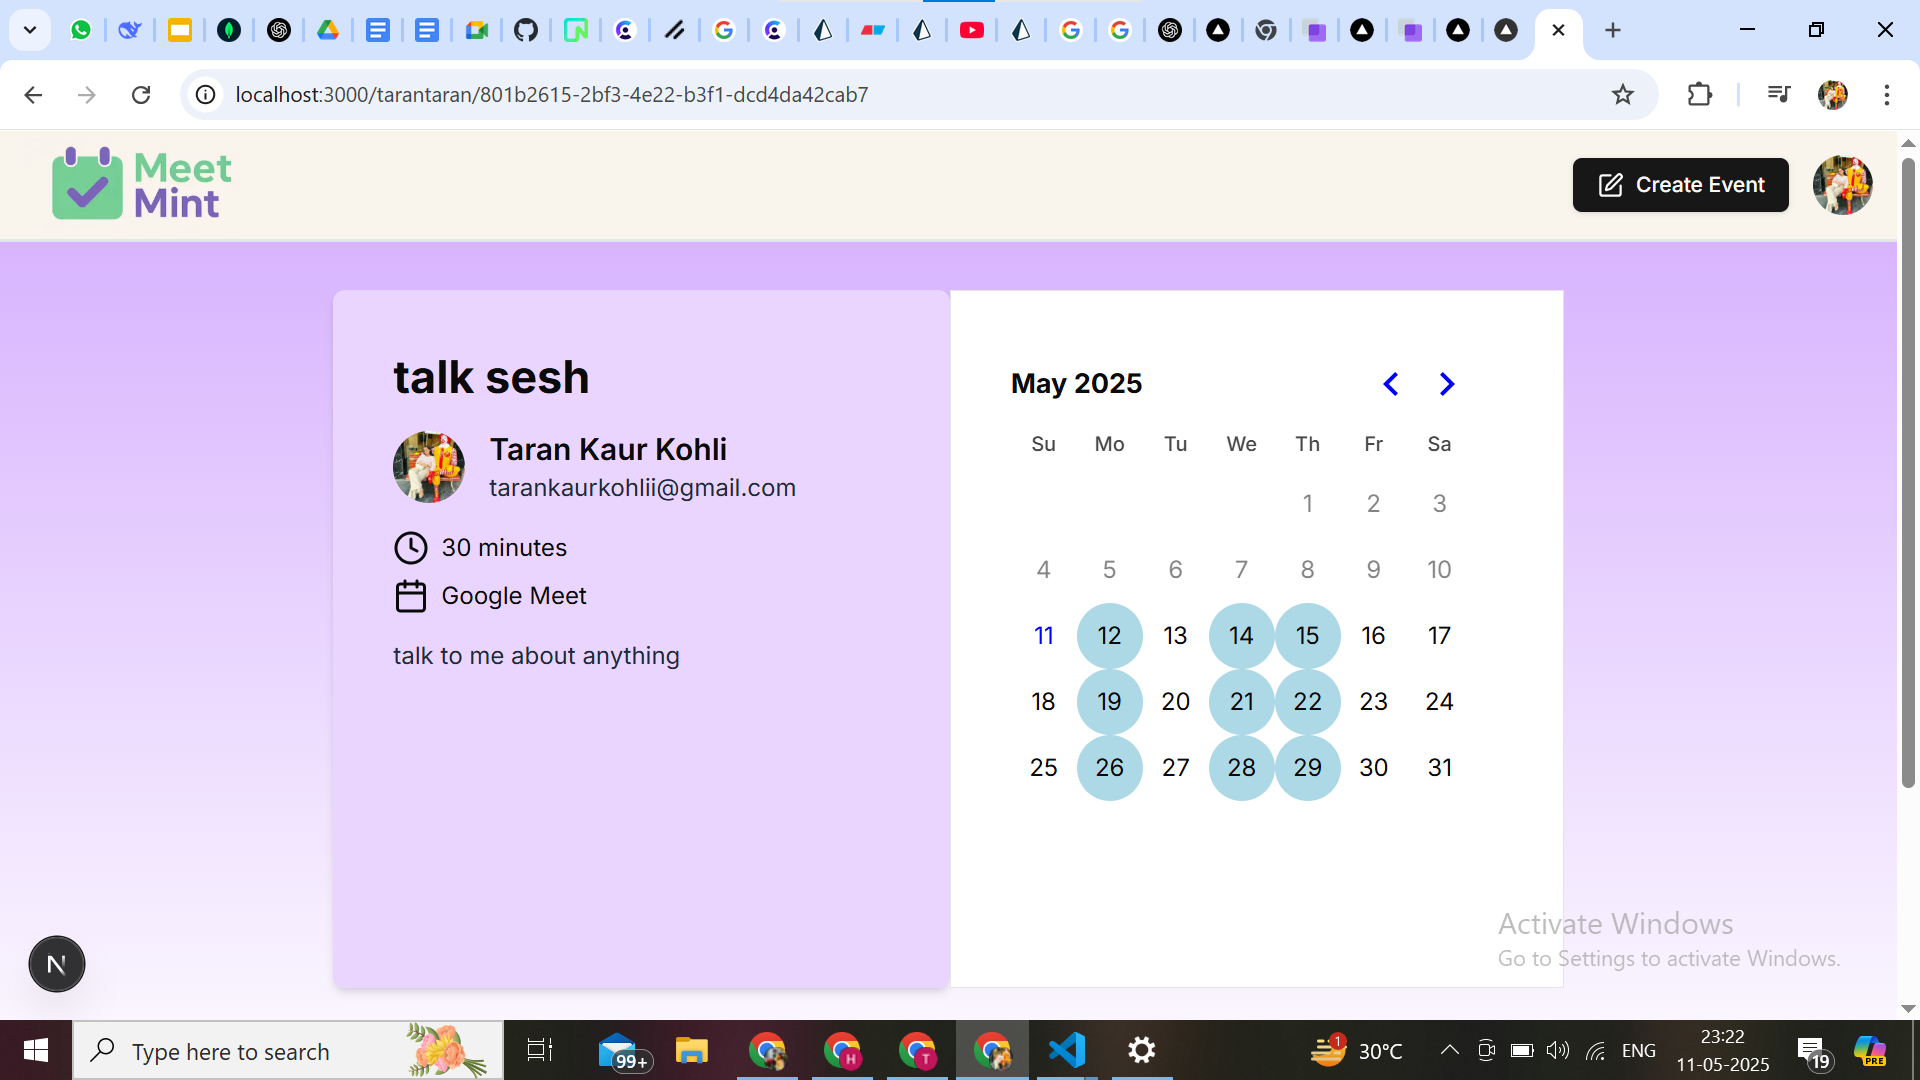 localhost:3000/tarantaran/801b2615-2bf3-4e22-b3f1-dcd4da42cab7
Meet
Mint
Create Event
talk sesh
Taran Kaur Kohli
tarankaurkohlii@gmail.com
30 minutes
Google Meet
talk to me about anything
May 2025
Su Mo Tu We Th Fr Sa
1 2 3
4 5 6 7 8 9 10
11 12 13 14 15 16 17
18 19 20 21 22 23 24
25 26 27 28 29 30 31
Activate Windows
Go to Settings to activate Windows.
N
Type here to search
99+
H
T
1
30°C
ENG
23:22
11-05-2025
19
PRE